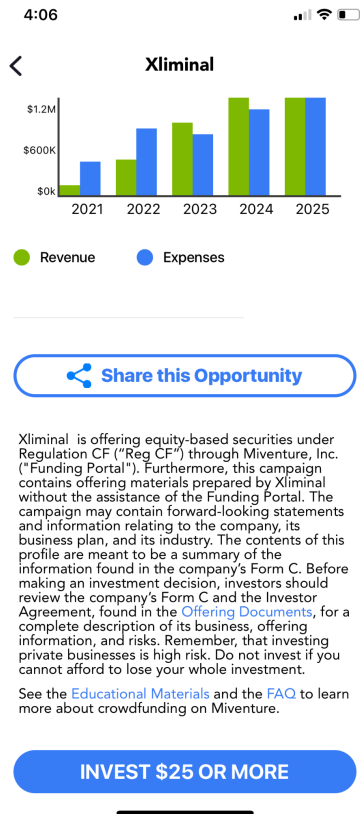 4:06
Xliminal
$1.2M
$600K
$0k
2021 2022 2023 2024 2025
Revenue Expenses
Share this Opportunity
Xliminal is offering equity-based securities under
Regulation CF (“Reg CF”) through Miventure, Inc.
("Funding Portal"). Furthermore, this campaign
contains offering materials prepared by Xliminal
without the assistance of the Funding Portal. The
campaign may contain forward-looking statements
and information relating to the company, its
business plan, and its industry. The contents of this
profile are meant to be a summary of the
information found in the company’s Form C. Before
making an investment decision, investors should
review the company’s Form C and the Investor
Agreement, found in the Offering Documents, for a
complete description of its business, offering
information, and risks. Remember, that investing
private businesses is high risk. Do not invest if you
cannot afford to lose your whole investment.
See the Educational Materials and the FAQ to learn
more about crowdfunding on Miventure.
INVEST $25 OR MORE